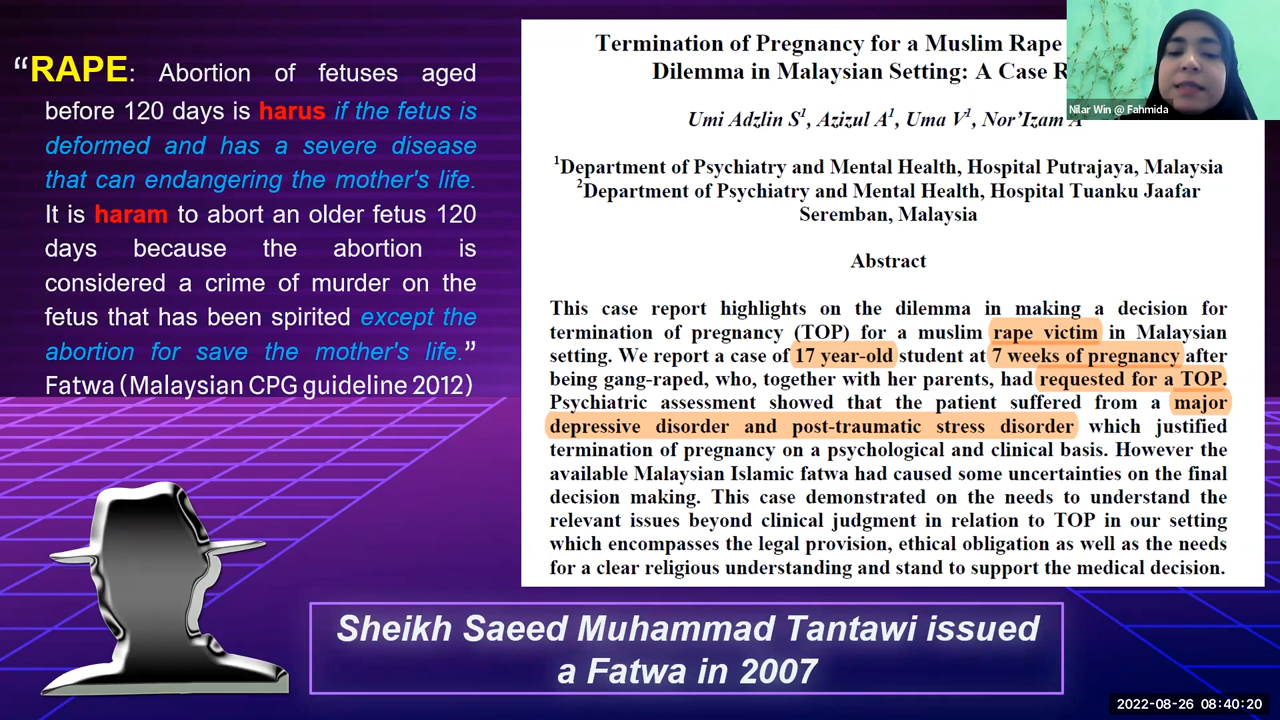 “RAPE: Abortion of fetuses aged
before 120 days is harus if the fetus is
deformed and has a severe disease
that can endangering the mother's life.
It is haram to abort an older fetus 120
days because the abortion is
considered a crime of murder on the
fetus that has been spirited except the
abortion for save the mother's life.”
Fatwa (Malaysian CPG guideline 2012)
Termination of Pregnancy for a Muslim Rape
Dilemma in Malaysian Setting: A Case R
Umi Adzlin S1, Azizul A1, Uma V1, Nor’Izam A
1Department of Psychiatry and Mental Health, Hospital Putrajaya, Malaysia
2Department of Psychiatry and Mental Health, Hospital Tuanku Jaafar
Seremban, Malaysia
Abstract
This case report highlights on the dilemma in making a decision for
termination of pregnancy (TOP) for a muslim rape victim in Malaysian
setting. We report a case of 17 year-old student at 7 weeks of pregnancy after
being gang-raped, who, together with her parents, had requested for a TOP.
Psychiatric assessment showed that the patient suffered from a major
depressive disorder and post-traumatic stress disorder which justified
termination of pregnancy on a psychological and clinical basis. However the
available Malaysian Islamic fatwa had caused some uncertainties on the final
decision making. This case demonstrated on the needs to understand the
relevant issues beyond clinical judgment in relation to TOP in our setting
which encompasses the legal provision, ethical obligation as well as the needs
for a clear religious understanding and stand to support the medical decision.
Nilar Win @ Fahmida
Sheikh Saeed Muhammad Tantawi issued
a Fatwa in 2007
2022-08-26 08:40:20